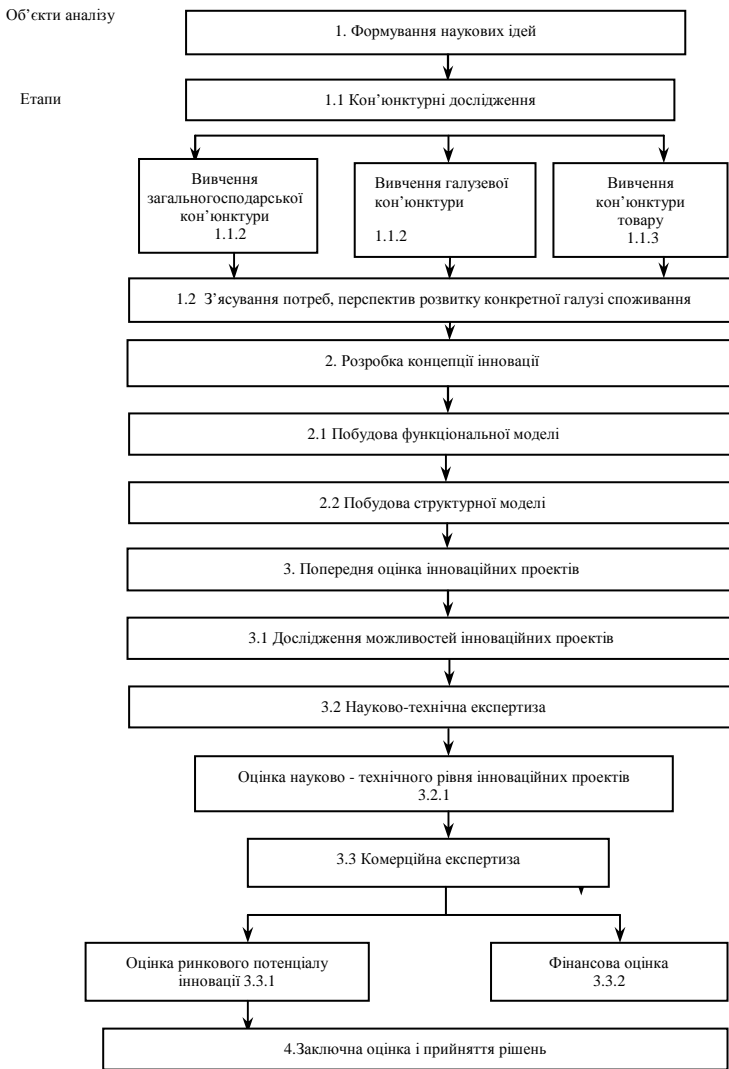 Об’єкти аналізу
1. Формування наукових ідей
Етапи
1.1 Кон’юнктурні дослідження
Вивчення
загальногосподарської
кон’юнктури
1.1.2
Вивчення галузевої
кон’юнктури
1.1.2
Вивчення
кон’юнктури
товару
1.1.3
1.2 З’ясування потреб, перспектив розвитку конкретної галузі споживання
2. Розробка концепції інновації
2.1 Побудова функціональної моделі
2.2 Побудова структурної моделі
3. Попередня оцінка інноваційних проектів
3.1 Дослідження можливостей інноваційних проектів
3.2 Науково-технічна експертиза
Оцінка науково - технічного рівня інноваційних проектів
3.2.1
3.3 Комерційна експертиза
Оцінка ринкового потенціалу
інновації 3.3.1
Фінансова оцінка
3.3.2
4.Заключна оцінка і прийняття рішень